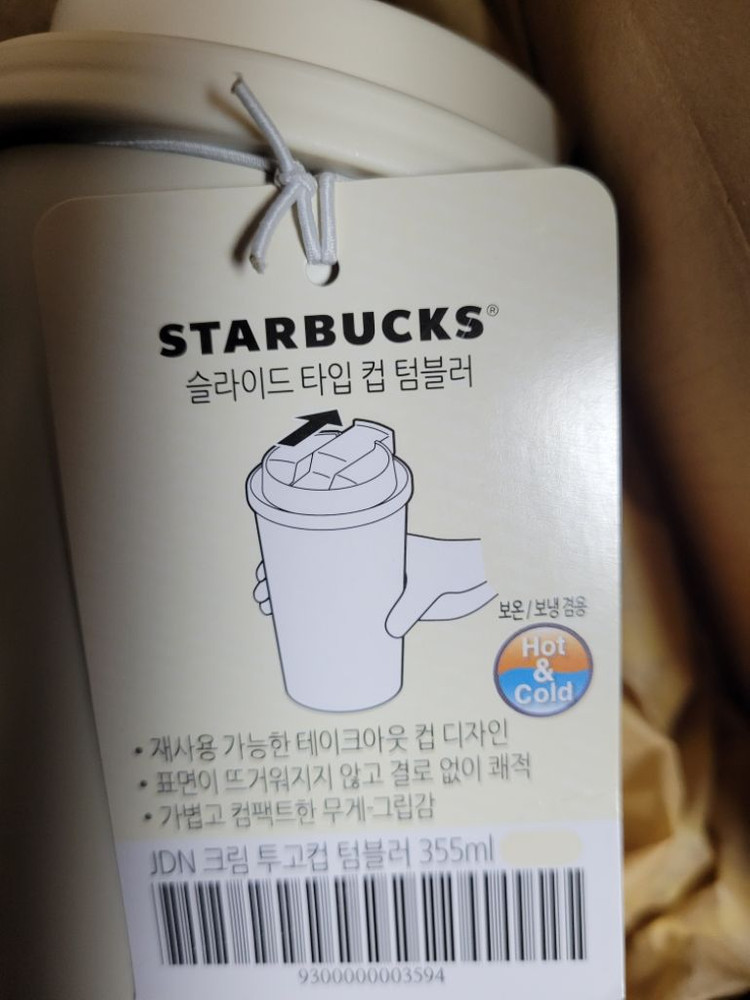 STARBUCKS®
슬라이드 타입 컵 텀블러
보온/보냉 겸용
Hot
&
Cold
• 재사용 가능한 테이크아웃 컵 디자인
• 표면이 뜨거워지지 않고 결로 없이 쾌적
• 가볍고 컴팩트한 무게-그립감
JDN 크림 투고컵 텀블러 355ml
9300000003594